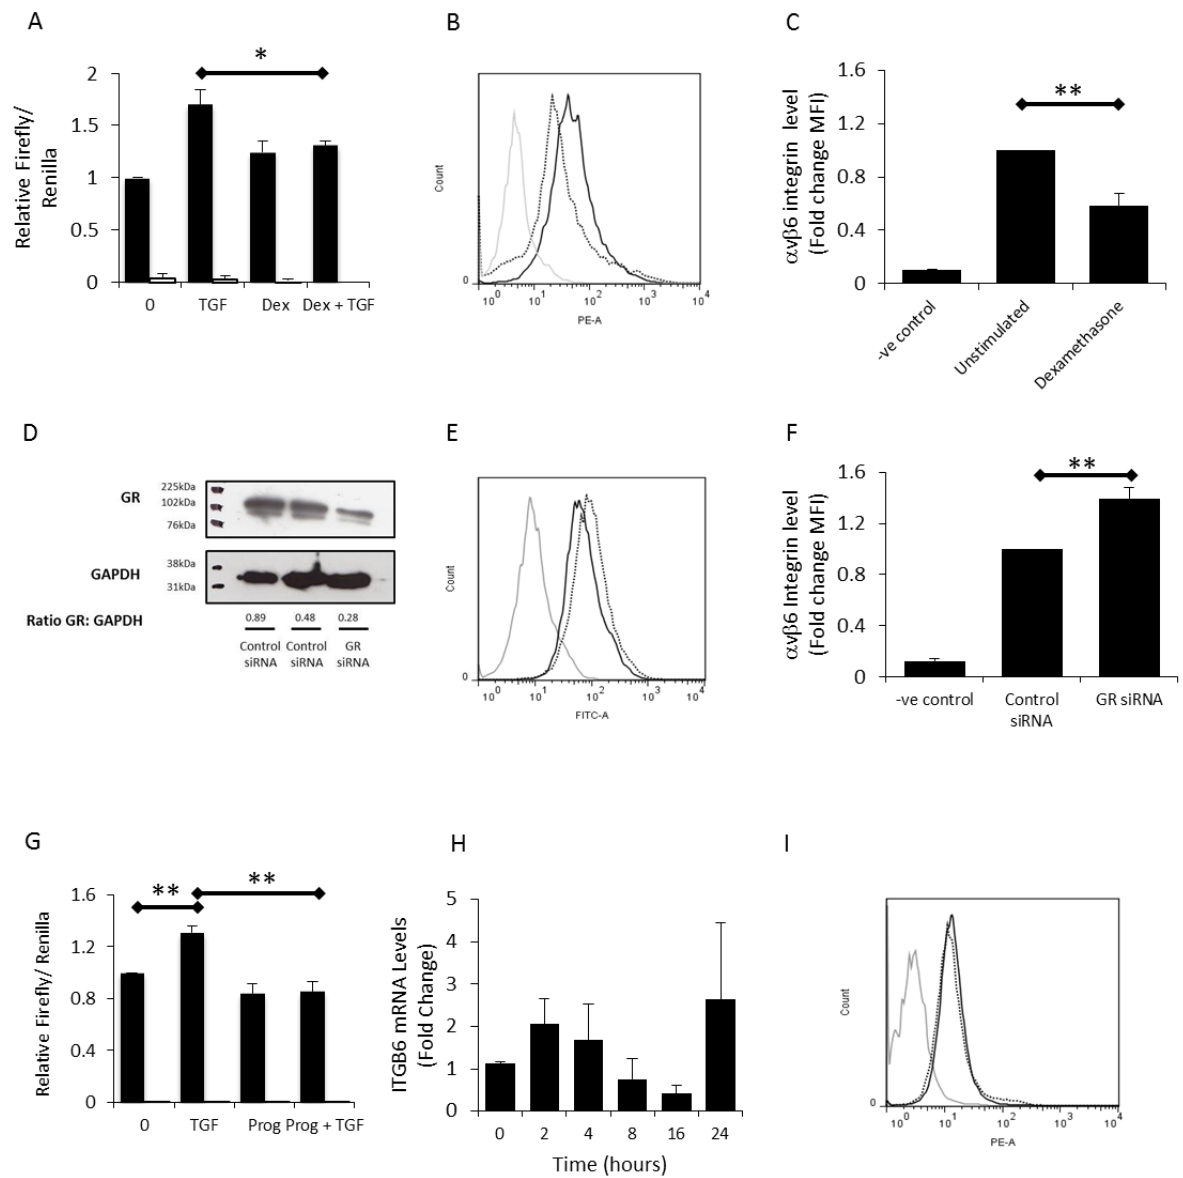 A
Relative Firefly/
Renilla
2
1.5
1
0.5
0
*
0 TGF Dex Dex + TGF
B
Count
0
10^0 10^1 10^2 10^3 10^4
PE-A
C
αvβ6 integrin level
(Fold change MFI)
1.6
1.2
0.8
0.4
0
**
-ve control
Unstimulated
Dexamethasone
D
GR
225kDa
102kDa
76kDa
GAPDH
38kDa
31kDa
Ratio GR: GAPDH
0.89 0.48 0.28
Control Control GR
siRNA siRNA siRNA
E
Count
0
10^0 10^1 10^2 10^3 10^4
FITC-A
F
αvβ6 Integrin level
(Fold change MFI)
1.6
1.2
0.8
0.4
0
**
-ve control Control GR siRNA
siRNA
G
Relative Firefly/ Renilla
1.6
1.2
0.8
0.4
0
** **
0 TGF Prog Prog + TGF
H
ITGB6 mRNA Levels
(Fold Change)
5
4
3
2
1
0
0 2 4 8 16 24
Time (hours)
I
Count
0
10^0 10^1 10^2 10^3 10^4
PE-A